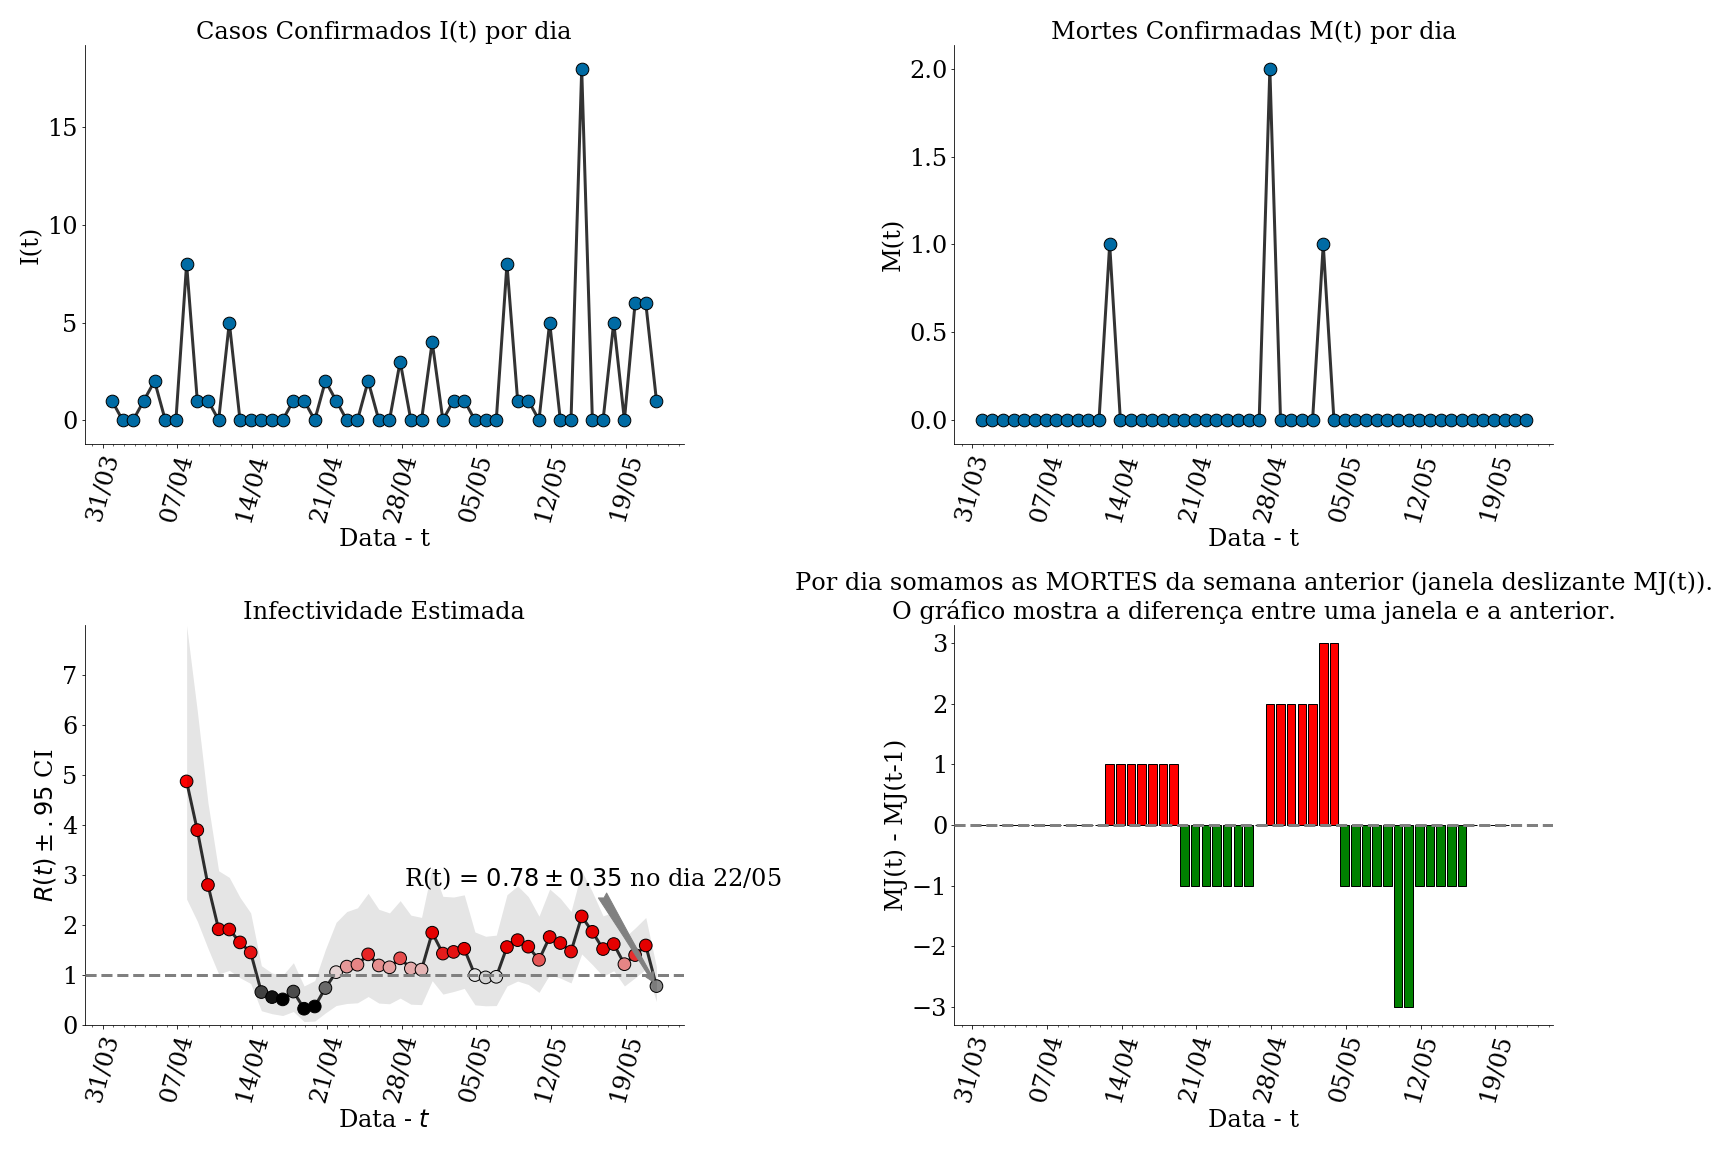 Casos Confirmados I(t) por dia
I(t)
15
10
5
0
31/03 07/04 14/04 21/04 28/04 05/05 12/05 19/05
Data - t
Mortes Confirmadas M(t) por dia
M(t)
2.0
1.5
1.0
0.5
0.0
31/03 07/04 14/04 21/04 28/04 05/05 12/05 19/05
Data - t
Infectividade Estimada
R(t) ± .95 CI
7
6
5
4
3
2
1
0
R(t) = 0.78 ± 0.35 no dia 22/05
31/03 07/04 14/04 21/04 28/04 05/05 12/05 19/05
Data - t
Por dia somamos as MORTES da semana anterior (janela deslizante MJ(t)).
O gráfico mostra a diferença entre uma janela e a anterior.
MJ(t) - MJ(t-1)
3
2
1
0
−1
−2
−3
31/03 07/04 14/04 21/04 28/04 05/05 12/05 19/05
Data - t